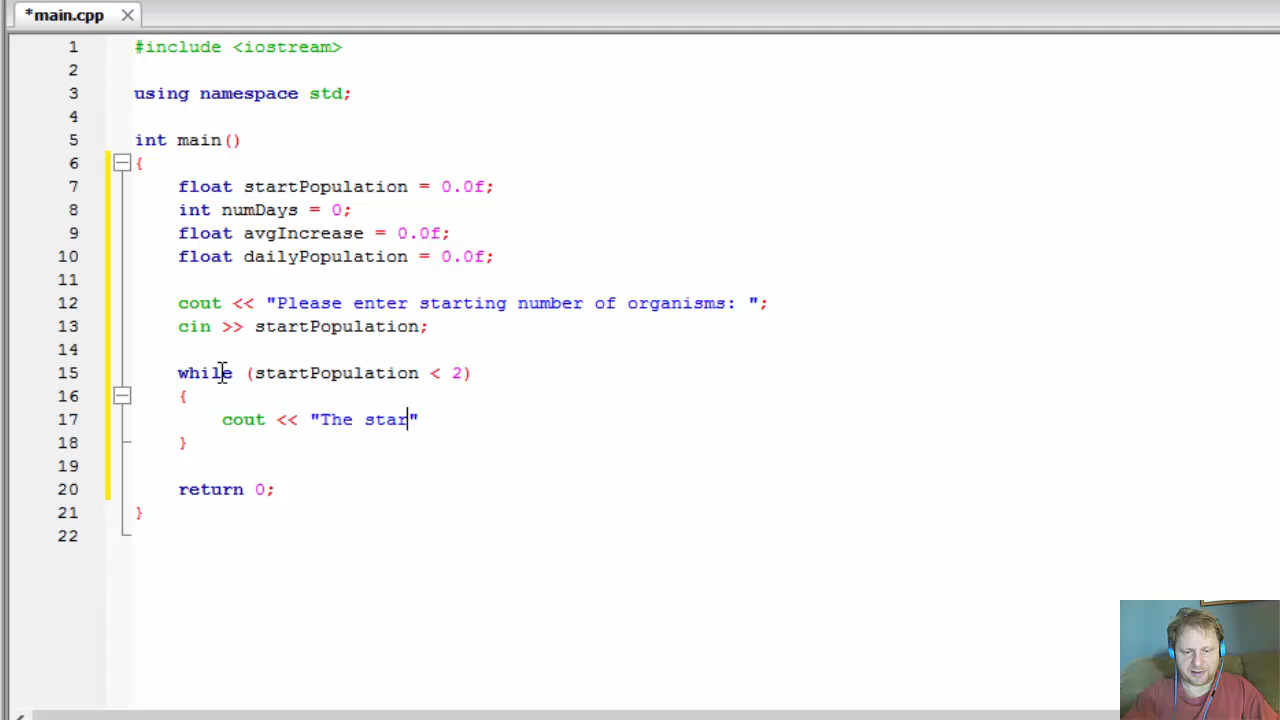 *main.cpp
1 #include <iostream>
2
3 using namespace std;
4
5 int main()
6 {
7 float startPopulation = 0.0f;
8 int numDays = 0;
9 float avgIncrease = 0.0f;
10 float dailyPopulation = 0.0f;
11
12 cout << "Please enter starting number of organisms: ";
13 cin >> startPopulation;
14
15 while (startPopulation < 2)
16 {
17 cout << "The star"
18 }
19
20 return 0;
21 }
22